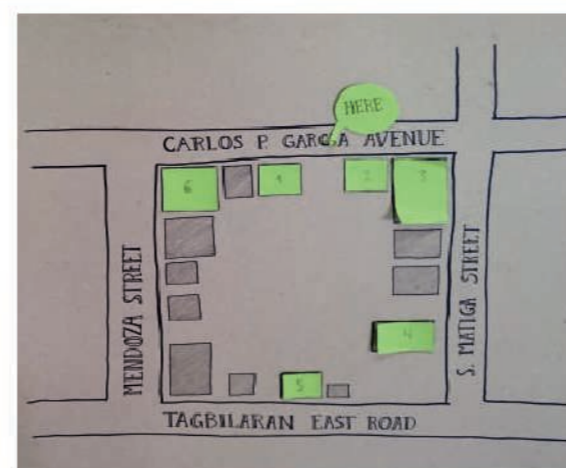 HERE
CARLOS P. GARCIA AVENUE
6
1
2
3
MENDOZA STREET
S. MATIGA STREET
4
5
TAGBILARAN EAST ROAD